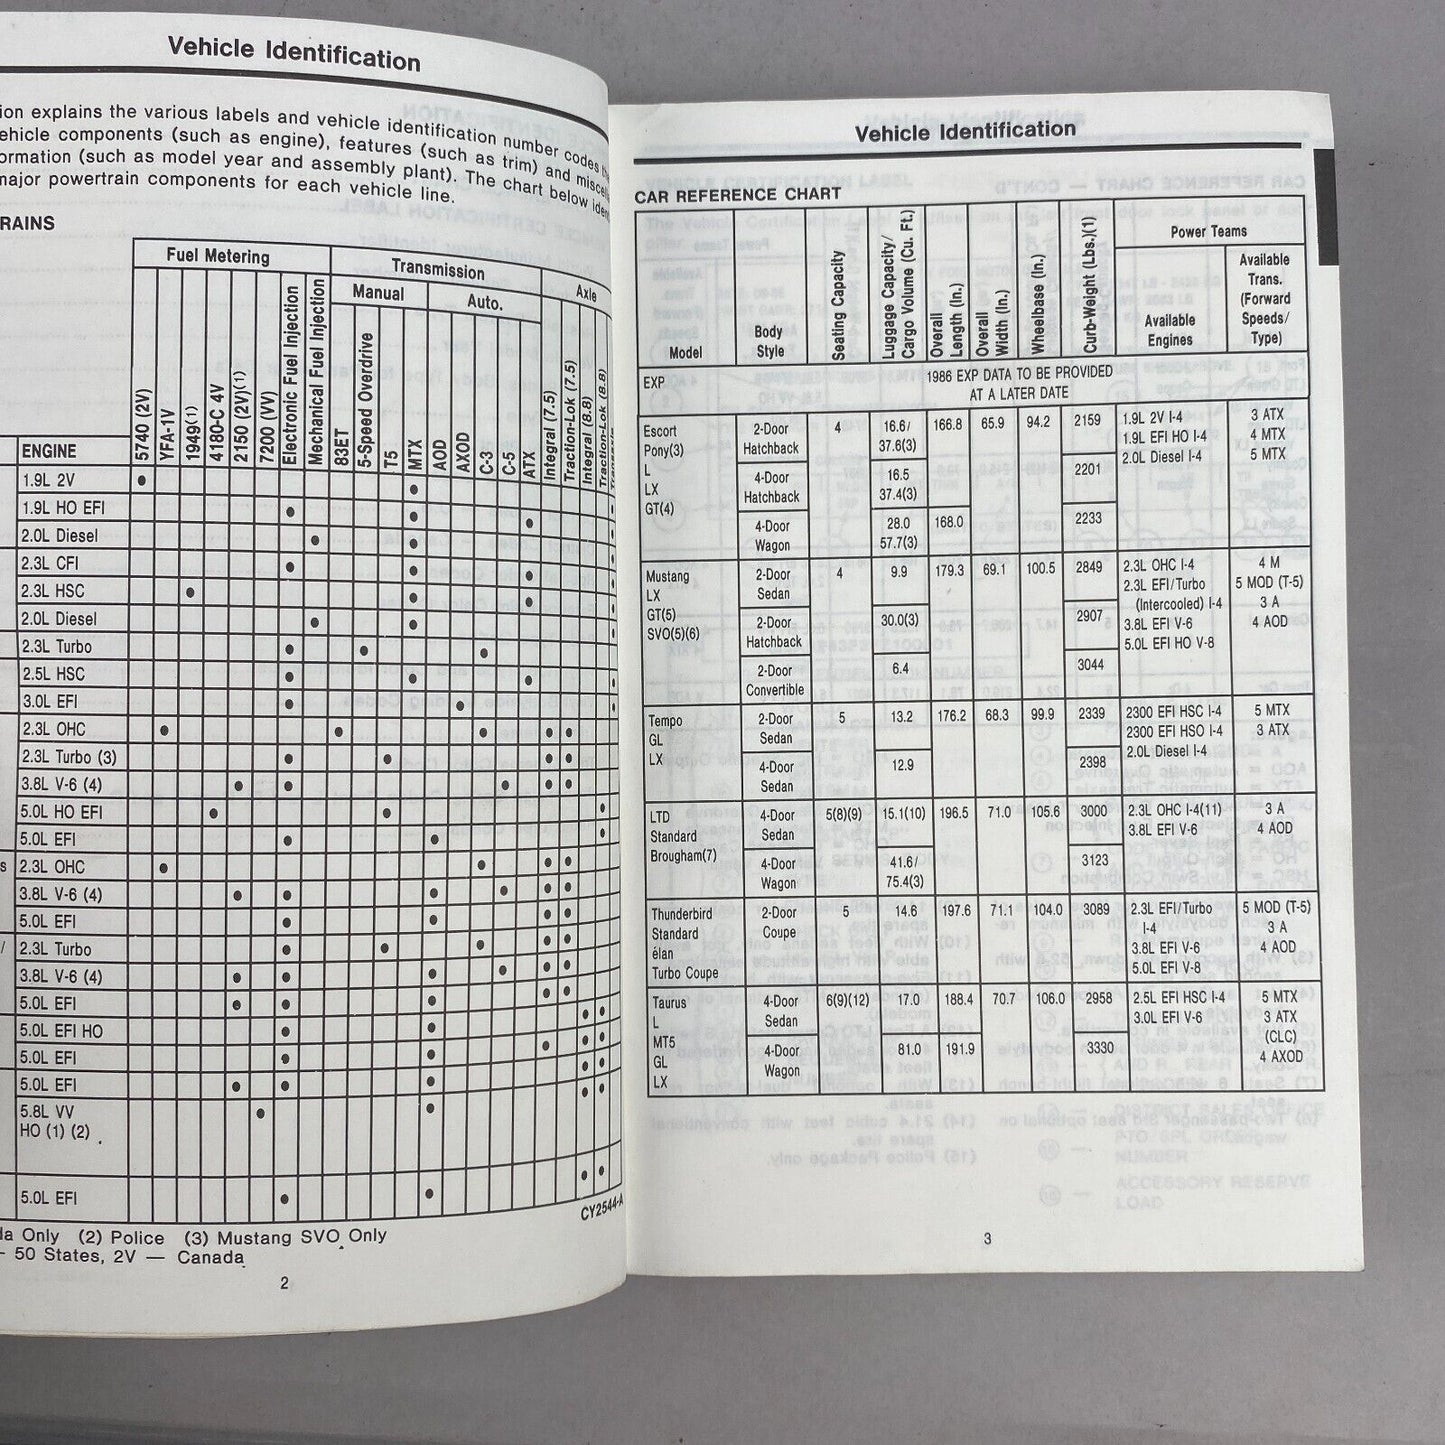 Vehicle Identification
ion explains the various labels and vehicle identification number codes
ehicle components (such as engine), features (such as trim) and
ormation (such as model year and assembly plant). The chart below
major powertrain components for each vehicle line.
RAINS
Fuel Metering
Transmission
Axle
Manual
Auto.
ENGINE
5740 (2V)
YFA-1V
1949(1)
4180-C 4V
2150 (2V)(1)
7200 (VV)
Electronic Fuel Injection
Mechanical Fuel Injection
83ET
5-Speed Overdrive
T5
MTX
AOD
AXOD
C-3
C-5
ATX
Integral (7.5)
Traction-Lok (7.5)
Integral (8.8)
Traction-Lok (8.8)
Transaxle
1.9L 2V
1.9L HO EFI
2.0L Diesel
2.3L CFI
2.3L HSC
2.0L Diesel
2.3L Turbo
2.5L HSC
3.0L EFI
2.3L OHC
2.3L Turbo (3)
3.8L V-6 (4)
5.0L HO EFI
5.0L EFI
s 2.3L OHC
3.8L V-6 (4)
5.0L EFI
/ 2.3L Turbo
3.8L V-6 (4)
5.0L EFI
5.0L EFI HO
5.0L EFI
5.0L EFI
5.8L VV
HO (1) (2)
5.0L EFI
CY2544-A
da Only (2) Police (3) Mustang SVO Only
- 50 States, 2V — Canada
2
Vehicle Identification
CAR REFERENCE CHART
Model
Body
Style
Seating Capacity
Luggage Capacity/
Cargo Volume (Cu. Ft.)
Overall
Length (In.)
Overall
Width (In.)
Wheelbase (In.)
Curb-Weight (Lbs.)(1)
Power Teams
Available
Engines
Available
Trans.
(Forward
Speeds/
Type)
EXP
1986 EXP DATA TO BE PROVIDED
AT A LATER DATE
Escort 2-Door 4 16.6/ 166.8 65.9 94.2 2159 1.9L 2V I-4 3 ATX
Pony(3) Hatchback 37.6(3) 1.9L EFI HO I-4 4 MTX
L 4-Door 16.5 2201 2.0L Diesel I-4 5 MTX
LX Hatchback 37.4(3)
GT(4) 4-Door 28.0 168.0 2233
Wagon 57.7(3)
Mustang 2-Door 4 9.9 179.3 69.1 100.5 2849 2.3L OHC I-4 4 M
LX Sedan 2.3L EFI/Turbo 5 MOD (T-5)
GT(5) 2-Door 30.0(3) 2907 (Intercooled) I-4 3 A
SVO(5)(6) Hatchback 3.8L EFI V-6 4 AOD
5.0L EFI HO V-8
2-Door 6.4 3044
Convertible
Tempo 2-Door 5 13.2 176.2 68.3 99.9 2339 2300 EFI HSC I-4 5 MTX
GL Sedan 2300 EFI HSO I-4 3 ATX
LX 4-Door 12.9 2398 2.0L Diesel I-4
Sedan
LTD 4-Door 5(8)(9) 15.1(10) 196.5 71.0 105.6 3000 2.3L OHC I-4(11) 3 A
Standard Sedan 3.8L EFI V-6 4 AOD
Brougham(7) 4-Door 41.6/ 3123
Wagon 75.4(3)
Thunderbird 2-Door 5 14.6 197.6 71.1 104.0 3089 2.3L EFI/Turbo 5 MOD (T-5)
Standard Coupe I-4 3 A
élan 3.8L EFI V-6 4 AOD
Turbo Coupe 5.0L EFI V-8
Taurus 4-Door 6(9)(12) 17.0 188.4 70.7 106.0 2958 2.5L EFI HSC I-4 5 MTX
L Sedan 3.0L EFI V-6 3 ATX
MT5 4-Door 81.0 191.9 3330 (CLC)
GL Wagon 4 AXOD
LX
3